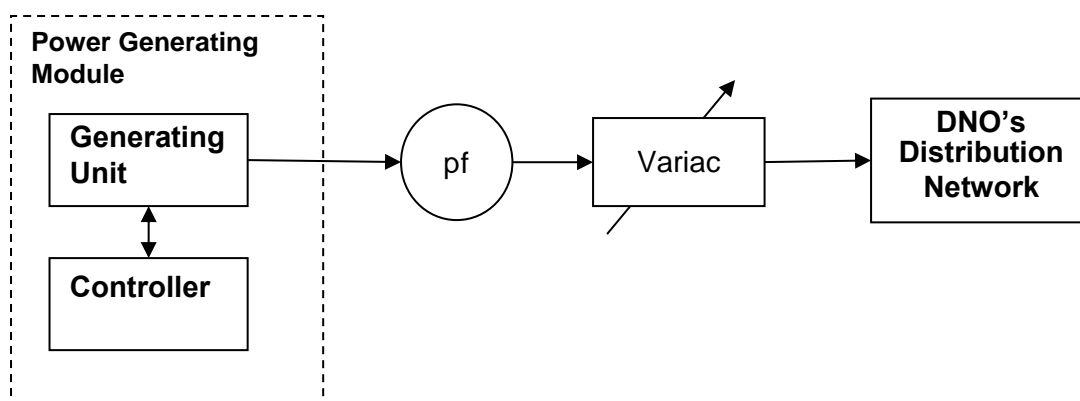 Power Generating
Module
Generating
Unit
Controller
pf
Variac
DNO's
Distribution
Network